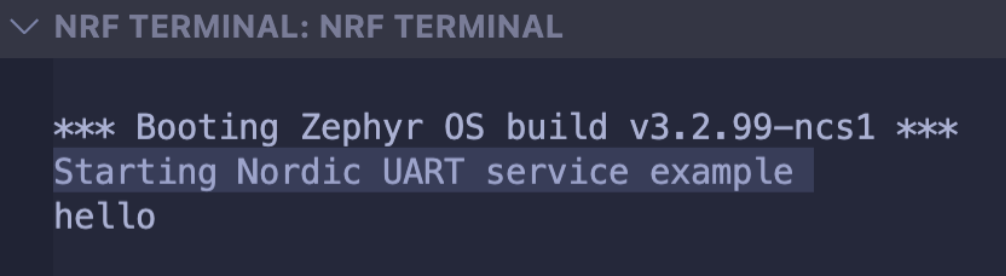 NRF TERMINAL: NRF TERMINAL
*** Booting Zephyr OS build v3.2.99-ncs1 ***
Starting Nordic UART service example
hello